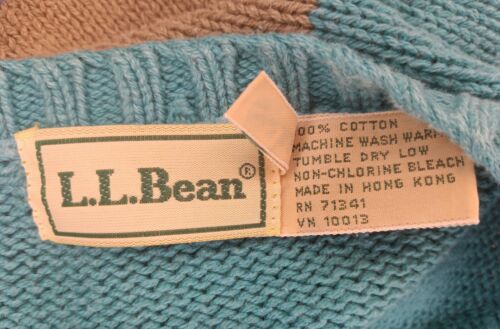 L.L.Bean®
100% COTTON
MACHINE WASH WARM
TUMBLE DRY LOW
NON-CHLORINE BLEACH
MADE IN HONG KONG
RN 71341
VN 10013